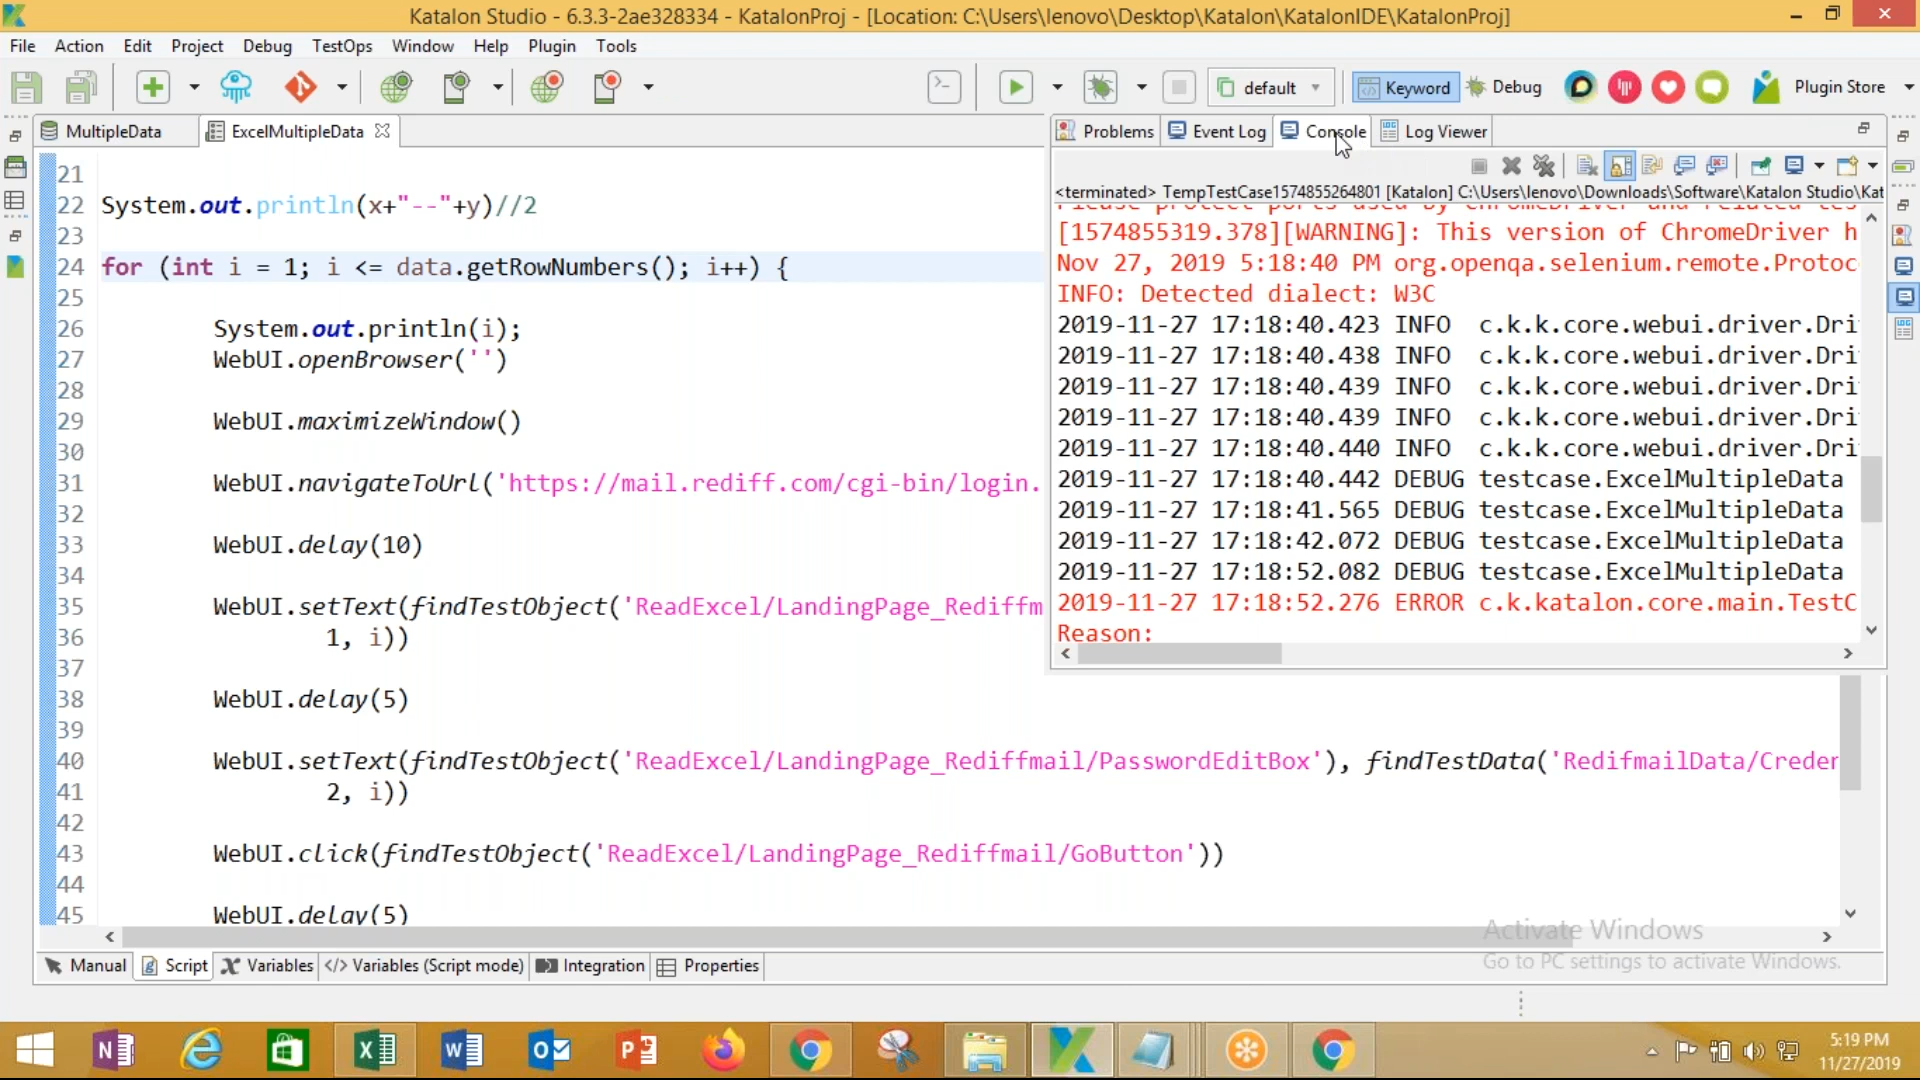 Katalon Studio - 6.3.3-2ae328334 - KatalonProj - [Location: C:\Users\lenovo\Desktop\Katalon\KatalonIDE\KatalonProj]
File Action Edit Project Debug TestOps Window Help Plugin Tools
default Keyword Debug Plugin Store
MultipleData ExcelMultipleData
Problems Event Log Console Log Viewer
<terminated> TempTestCase1574855264801 [Katalon] C:\Users\lenovo\Downloads\Software\Katalon Studio\Kat
Please protect ports used by ChromeDriver and related tes
[1574855319.378][WARNING]: This version of ChromeDriver h
Nov 27, 2019 5:18:40 PM org.openqa.selenium.remote.Protoc
INFO: Detected dialect: W3C
2019-11-27 17:18:40.423 INFO c.k.k.core.webui.driver.Dri
2019-11-27 17:18:40.438 INFO c.k.k.core.webui.driver.Dri
2019-11-27 17:18:40.439 INFO c.k.k.core.webui.driver.Dri
2019-11-27 17:18:40.439 INFO c.k.k.core.webui.driver.Dri
2019-11-27 17:18:40.440 INFO c.k.k.core.webui.driver.Dri
2019-11-27 17:18:40.442 DEBUG testcase.ExcelMultipleData
2019-11-27 17:18:41.565 DEBUG testcase.ExcelMultipleData
2019-11-27 17:18:42.072 DEBUG testcase.ExcelMultipleData
2019-11-27 17:18:52.082 DEBUG testcase.ExcelMultipleData
2019-11-27 17:18:52.276 ERROR c.k.katalon.core.main.TestC
Reason:
21
22 System.out.println(x+"--"+y)//2
23
24 for (int i = 1; i <= data.getRowNumbers(); i++) {
25
26 System.out.println(i);
27 WebUI.openBrowser('')
28
29 WebUI.maximizeWindow()
30
31 WebUI.navigateToUrl('https://mail.rediff.com/cgi-bin/login.
32
33 WebUI.delay(10)
34
35 WebUI.setText(findTestObject('ReadExcel/LandingPage_Rediffm
36 1, i))
37
38 WebUI.delay(5)
39
40 WebUI.setText(findTestObject('ReadExcel/LandingPage_Rediffmail/PasswordEditBox'), findTestData('RedifmailData/Creder
41 2, i))
42
43 WebUI.click(findTestObject('ReadExcel/LandingPage_Rediffmail/GoButton'))
44
45 WebUI.delay(5)
Activate Windows
Go to PC settings to activate Windows.
Manual Script Variables </> Variables (Script mode) Integration Properties
5:19 PM
11/27/2019